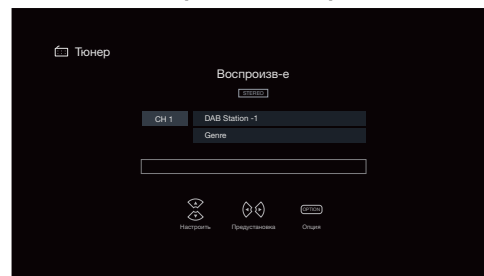 Тюнер
Воспроизв-е
STEREO
CH 1 DAB Station -1
Genre
OPTION
Настроить Предустановка Опция